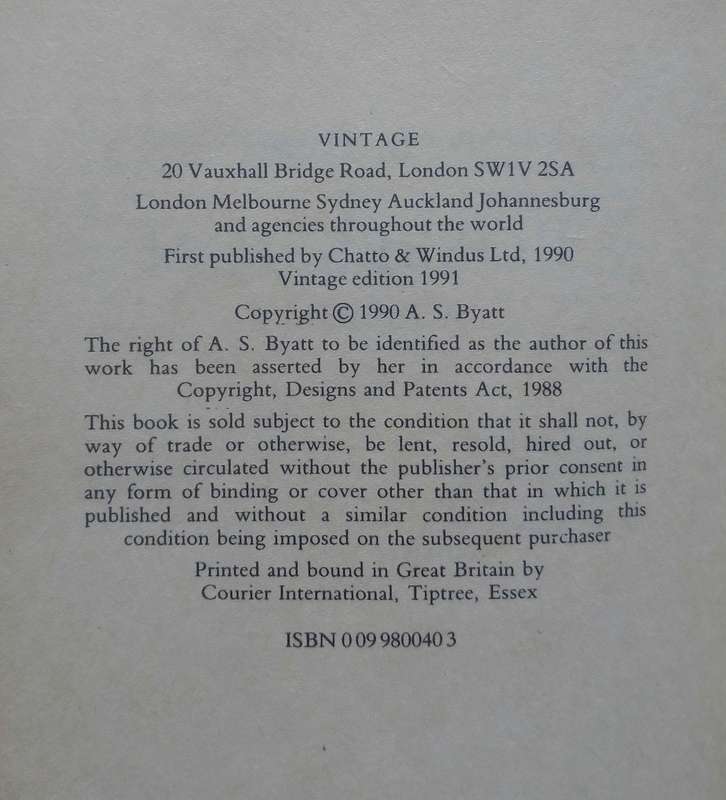 VINTAGE
20 Vauxhall Bridge Road, London SW1V 2SA
London Melbourne Sydney Auckland Johannesburg
and agencies throughout the world
First published by Chatto & Windus Ltd, 1990
Vintage edition 1991
Copyright © 1990 A. S. Byatt
The right of A. S. Byatt to be identified as the author of this
work has been asserted by her in accordance with the
Copyright, Designs and Patents Act, 1988
This book is sold subject to the condition that it shall not, by
way of trade or otherwise, be lent, resold, hired out, or
otherwise circulated without the publisher's prior consent in
any form of binding or cover other than that in which it is
published and without a similar condition including this
condition being imposed on the subsequent purchaser
Printed and bound in Great Britain by
Courier International, Tiptree, Essex
ISBN 0 09 980040 3